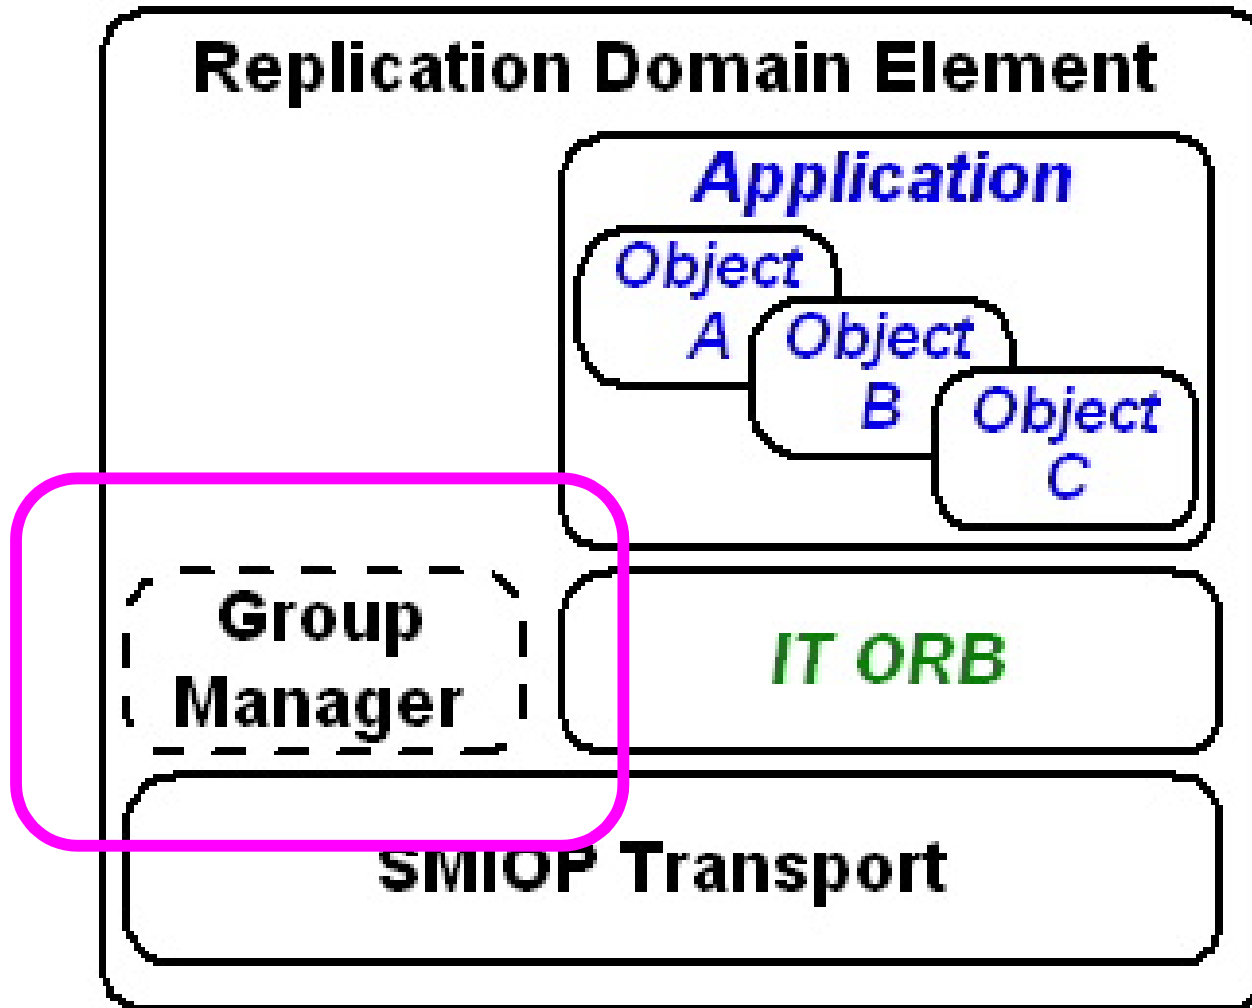 Replication Domain Element
Application
Object
A
Object
B
Object
C
Group
Manager
IT ORB
SMIOP Transport